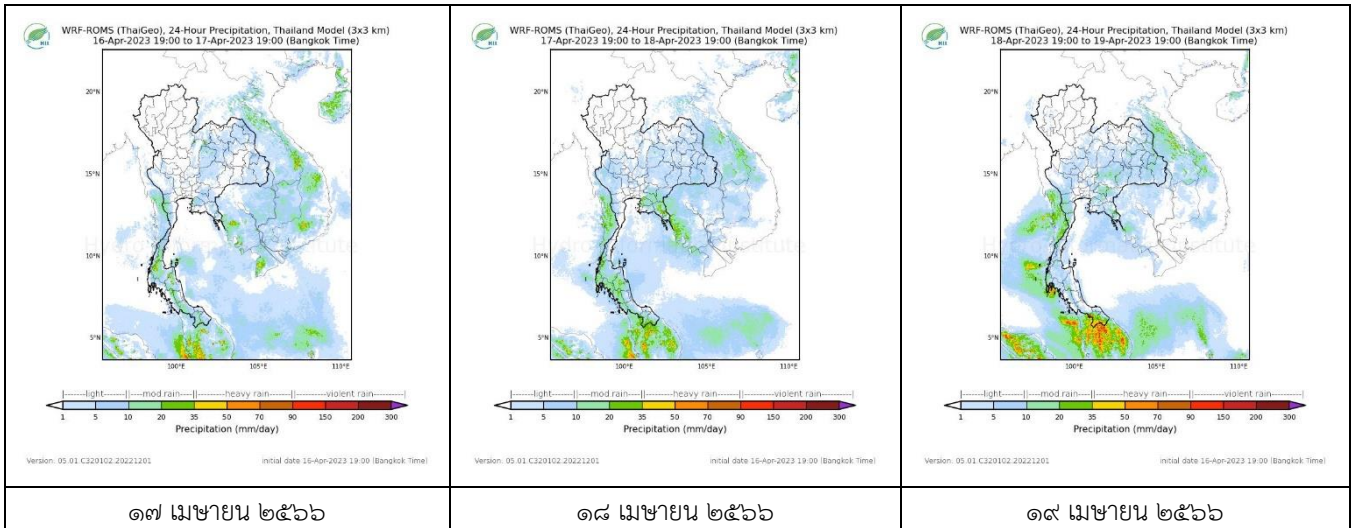 WRF-ROMS (ThaiGeo), 24-Hour Precipitation, Thailand Model (3x3 km)
16-Apr-2023 19:00 to 17-Apr-2023 19:00 (Bangkok Time)
20°N
15°N
10°N
5°N
100°E
105°E
110°E
light
mod rain
heavy rain
violent rain
1 5 10 20 35 50 70 90 150 200 300
Precipitation (mm/day)
Version: 05.01.C320102.20221201
initial date 16-Apr-2023 19:00 (Bangkok Time)
๑๗ เมษายน ๒๕๖๖
WRF-ROMS (ThaiGeo), 24-Hour Precipitation, Thailand Model (3x3 km)
17-Apr-2023 19:00 to 18-Apr-2023 19:00 (Bangkok Time)
20°N
15°N
10°N
5°N
100°E
105°E
110°E
light
mod rain
heavy rain
violent rain
1 5 10 20 35 50 70 90 150 200 300
Precipitation (mm/day)
Version: 05.01.C320102.20221201
initial date 16-Apr-2023 19:00 (Bangkok Time)
๑๘ เมษายน ๒๕๖๖
WRF-ROMS (ThaiGeo), 24-Hour Precipitation, Thailand Model (3x3 km)
18-Apr-2023 19:00 to 19-Apr-2023 19:00 (Bangkok Time)
20°N
15°N
10°N
5°N
100°E
105°E
110°E
light
mod rain
heavy rain
violent rain
1 5 10 20 35 50 70 90 150 200 300
Precipitation (mm/day)
Version: 05.01.C320102.20221201
initial date 16-Apr-2023 19:00 (Bangkok Time)
๑๙ เมษายน ๒๕๖๖